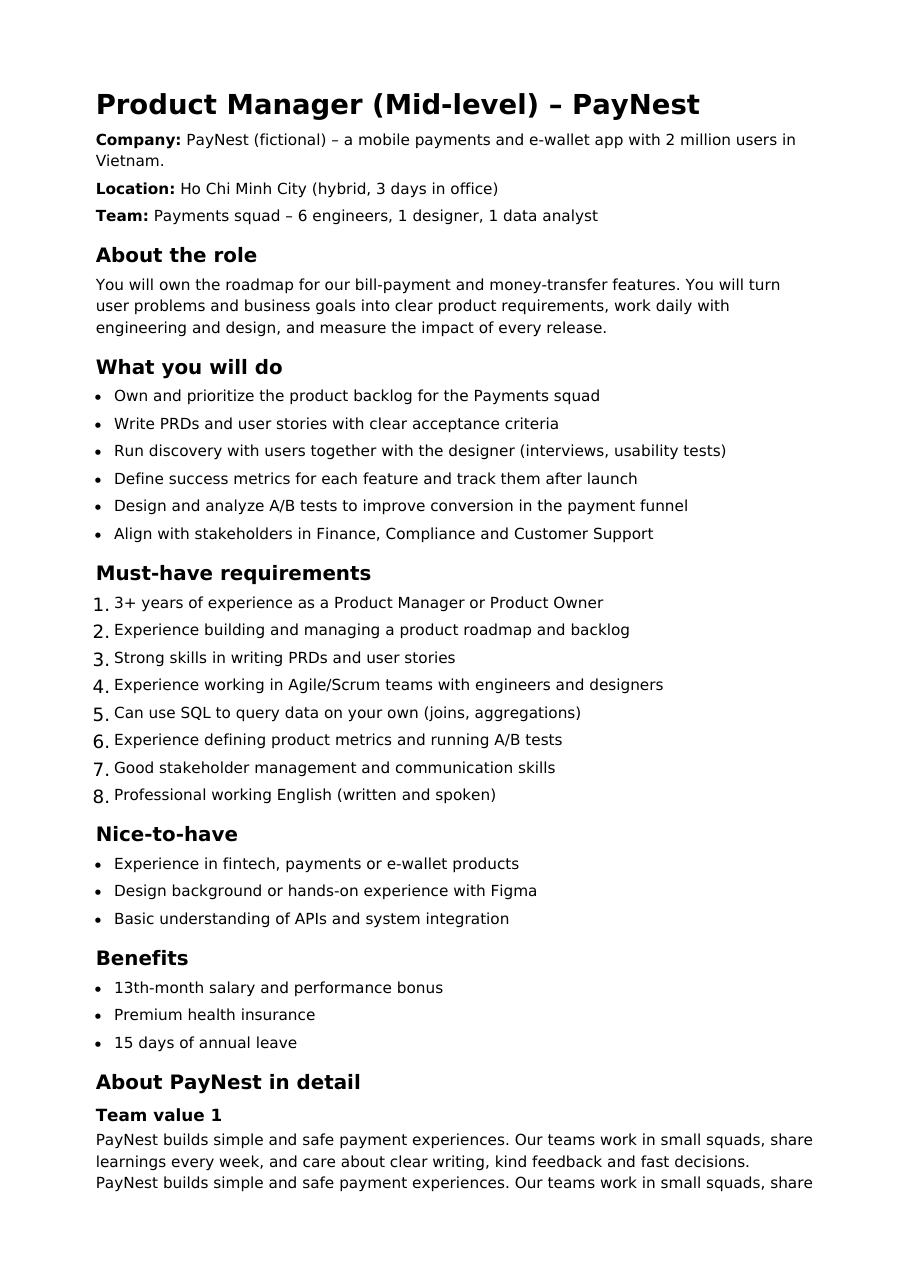 Product Manager (Mid-level) – PayNest
Company: PayNest (fictional) – a mobile payments and e-wallet app with 2 million users in
Vietnam.
Location: Ho Chi Minh City (hybrid, 3 days in office)
Team: Payments squad – 6 engineers, 1 designer, 1 data analyst
About the role
You will own the roadmap for our bill-payment and money-transfer features. You will turn
user problems and business goals into clear product requirements, work daily with
engineering and design, and measure the impact of every release.
What you will do
• Own and prioritize the product backlog for the Payments squad
• Write PRDs and user stories with clear acceptance criteria
• Run discovery with users together with the designer (interviews, usability tests)
• Define success metrics for each feature and track them after launch
• Design and analyze A/B tests to improve conversion in the payment funnel
• Align with stakeholders in Finance, Compliance and Customer Support
Must-have requirements
1. 3+ years of experience as a Product Manager or Product Owner
2. Experience building and managing a product roadmap and backlog
3. Strong skills in writing PRDs and user stories
4. Experience working in Agile/Scrum teams with engineers and designers
5. Can use SQL to query data on your own (joins, aggregations)
6. Experience defining product metrics and running A/B tests
7. Good stakeholder management and communication skills
8. Professional working English (written and spoken)
Nice-to-have
• Experience in fintech, payments or e-wallet products
• Design background or hands-on experience with Figma
• Basic understanding of APIs and system integration
Benefits
• 13th-month salary and performance bonus
• Premium health insurance
• 15 days of annual leave
About PayNest in detail
Team value 1
PayNest builds simple and safe payment experiences. Our teams work in small squads, share
learnings every week, and care about clear writing, kind feedback and fast decisions.
PayNest builds simple and safe payment experiences. Our teams work in small squads, share